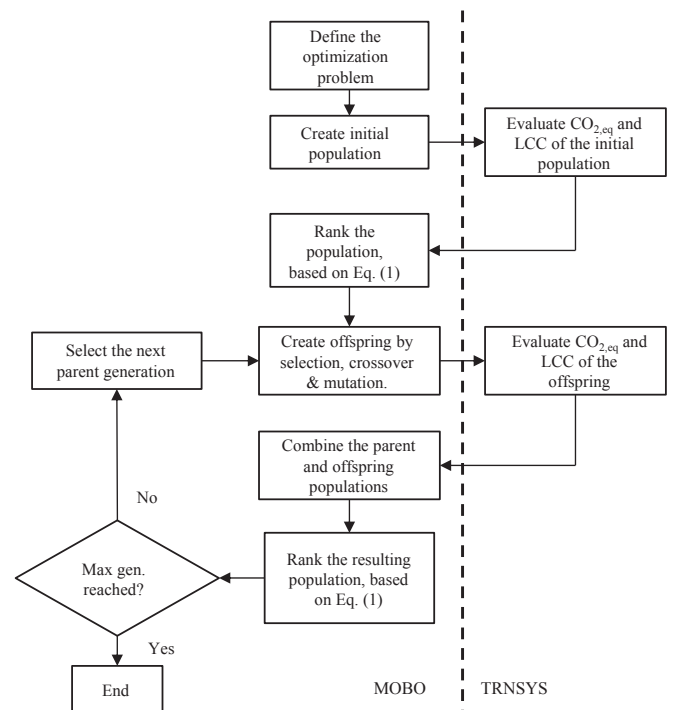 Define the
optimization
problem
Create initial
population
Evaluate CO2,eq and
LCC of the initial
population
Rank the
population,
based on Eq. (1)
Select the next
parent generation
Create offspring by
selection, crossover
& mutation.
Evaluate CO2,eq and
LCC of the
offspring
Combine the parent
and offspring
populations
No
Max gen.
reached?
Rank the resulting
population, based
on Eq. (1)
Yes
End
MOBO
TRNSYS